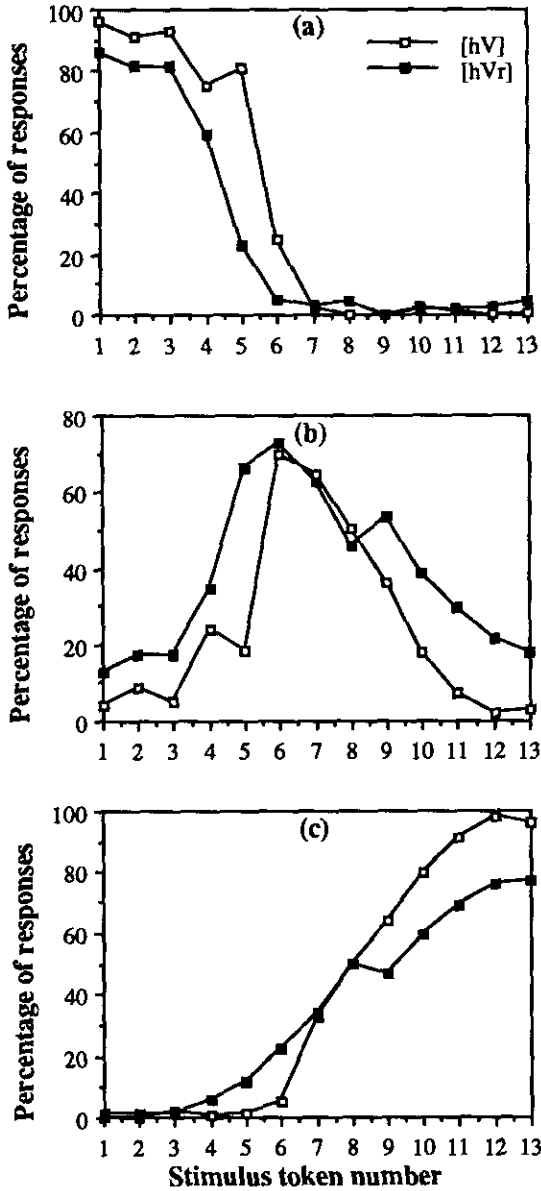 (a)
[hV]
[hVr]
Percentage of responses
100
80
60
40
20
0
1 2 3 4 5 6 7 8 9 10 11 12 13
(b)
Percentage of responses
80
60
40
20
0
1 2 3 4 5 6 7 8 9 10 11 12 13
(c)
Percentage of responses
100
80
60
40
20
0
1 2 3 4 5 6 7 8 9 10 11 12 13
Stimulus token number